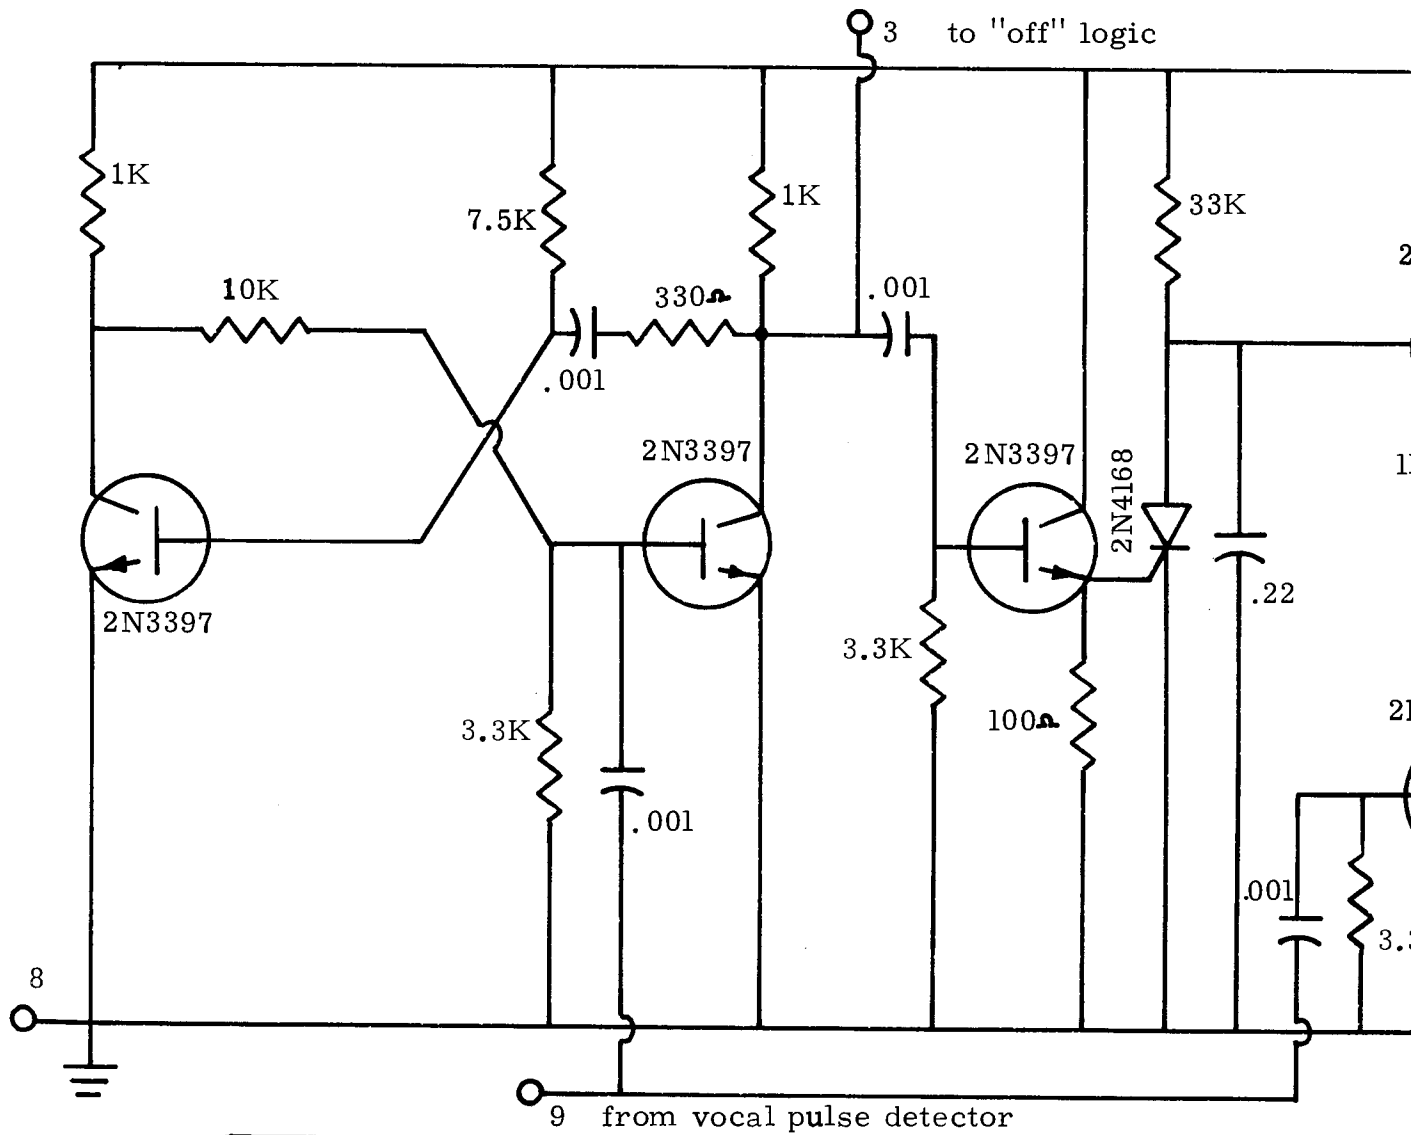 3 to "off" logic
1K
7.5K
1K
33K
10K
330Ω
.001
.001
2N3397
2N3397
2N3397
2N4168
2N3397
.22
3.3K
3.3K
100Ω
.001
.001
8
9 from vocal pulse detector